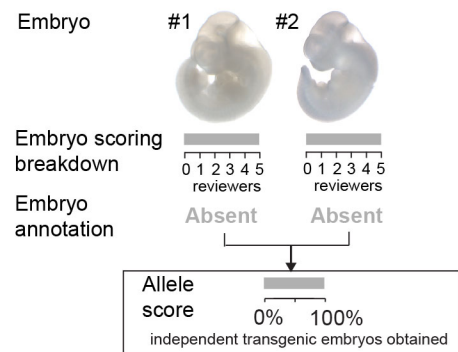 Embryo #1 #2
Embryo scoring
breakdown
0 1 2 3 4 5 0 1 2 3 4 5
reviewers reviewers
Embryo
annotation
Absent Absent
Allele
score
0% 100%
independent transgenic embryos obtained